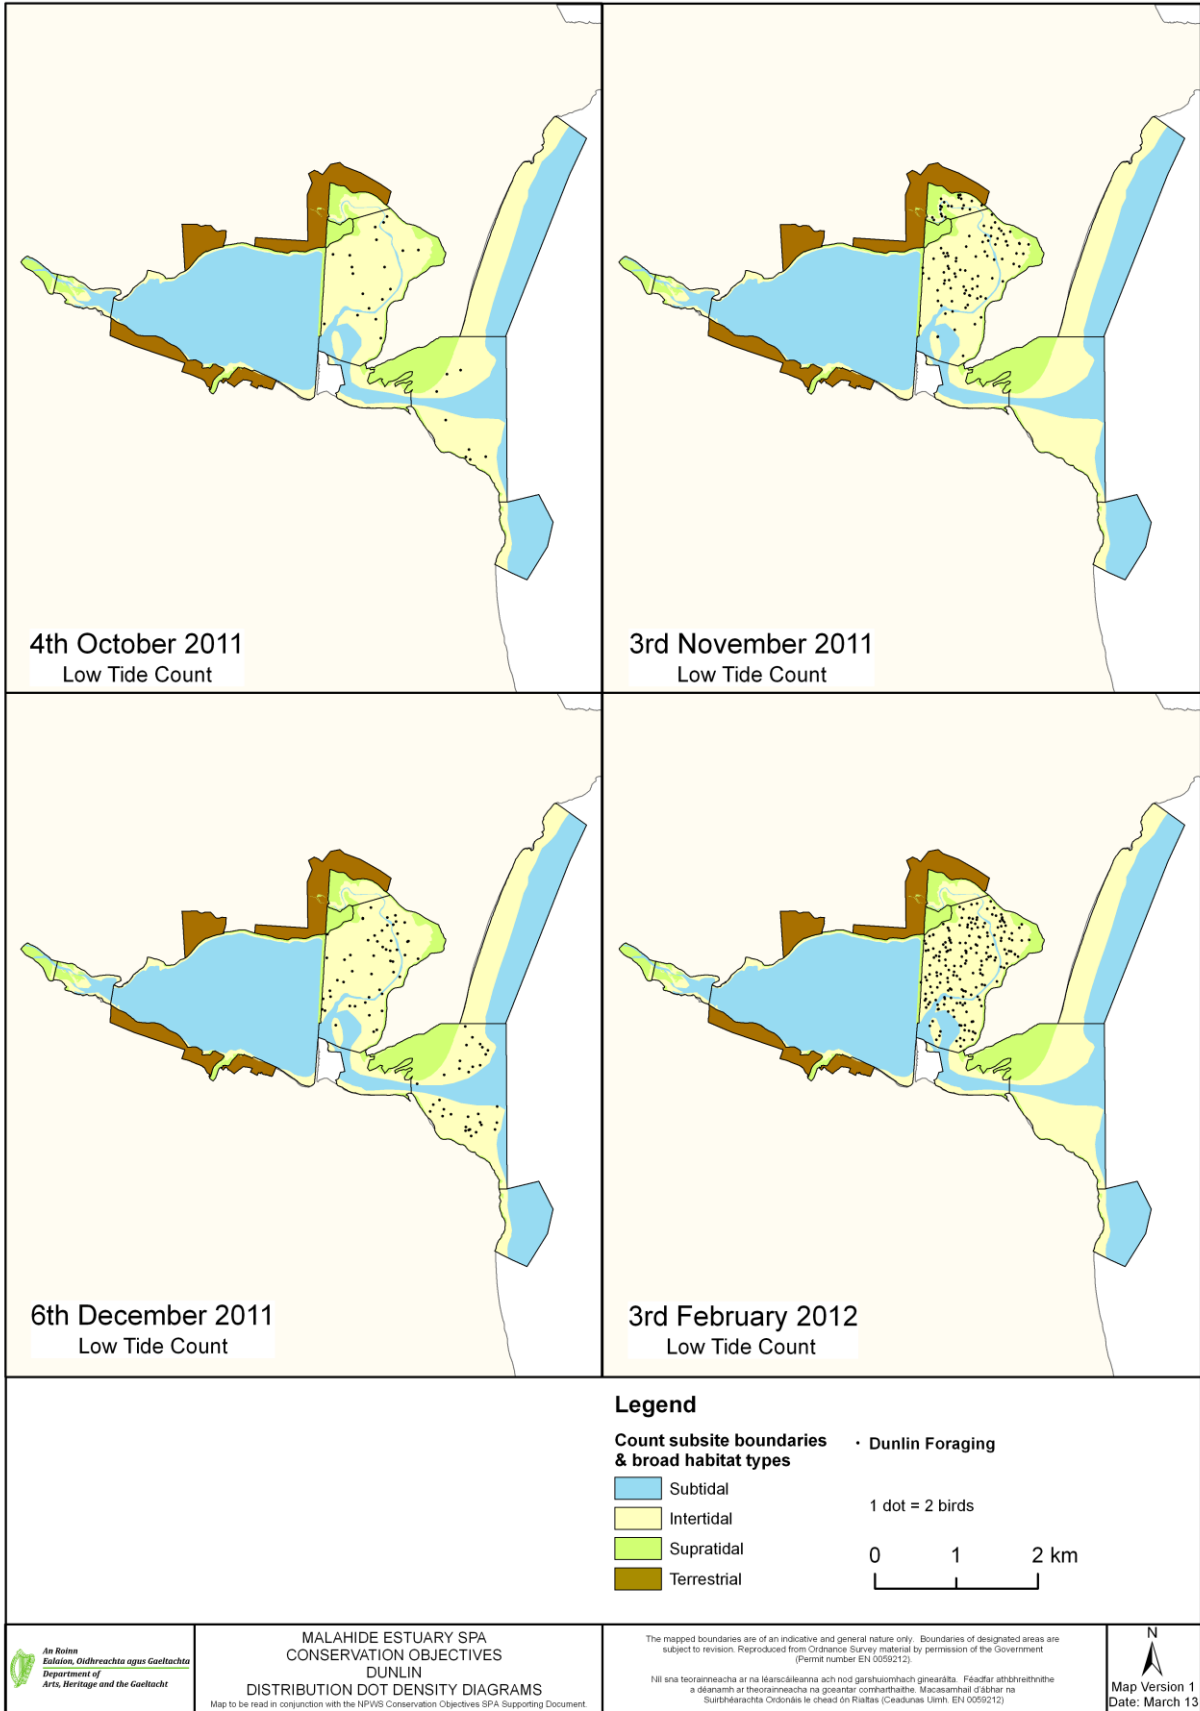 4th October 2011
Low Tide Count
3rd November 2011
Low Tide Count
6th December 2011
Low Tide Count
3rd February 2012
Low Tide Count
Legend
Count subsite boundaries
& broad habitat types
Subtidal
Intertidal
Supratidal
Terrestrial
Dunlin Foraging
1 dot = 2 birds
0 1 2 km
An Roinn
Ealaíon, Oidhreachta agus Gaeltachta
Department of
Arts, Heritage and the Gaeltacht
MALAHIDE ESTUARY SPA
CONSERVATION OBJECTIVES
DUNLIN
DISTRIBUTION DOT DENSITY DIAGRAMS
Map to be read in conjunction with the NPWS Conservation Objectives SPA Supporting Document.
The mapped boundaries are of an indicative and general nature only. Boundaries of designated areas are
subject to revision. Reproduced from Ordnance Survey material by permission of the Government
(Permit number EN 0059212).
Níl sna teorainneacha ar na léarscáileanna ach nod garshuiomhach ginearálta. Féadfar athbhreithnithe
a déanamh ar theorainneacha na gceantar comharthaithe. Macasamhail d'ábhar na
Suirbhéarachta Ordonáis le chead ón Rialtas (Ceadunas Uimh. EN 0059212)
N
Map Version 1
Date: March 13